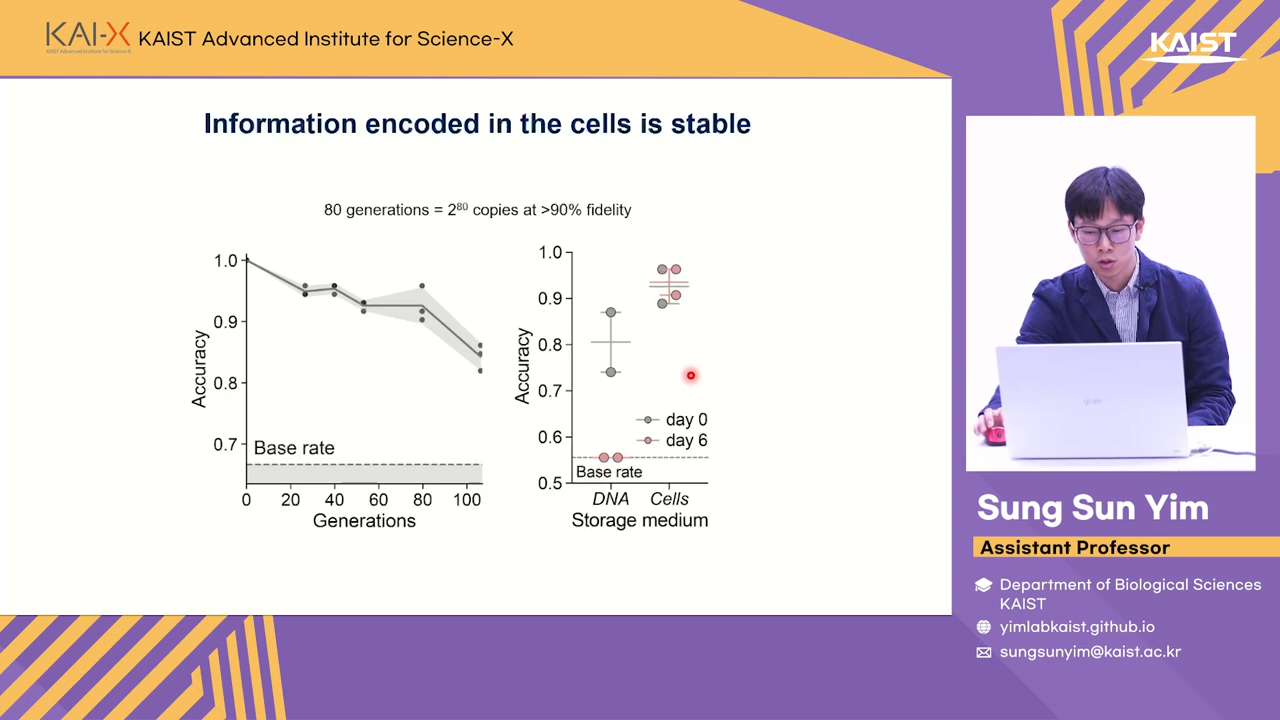 KAI-X
KAIST Advanced Institute for Science-X
KAIST Advanced Institute for Science-X
KAIST
Information encoded in the cells is stable
80 generations = 2⁸⁰ copies at >90% fidelity
1.0
0.9
0.8
0.7
Accuracy
Base rate
0 20 40 60 80 100
Generations
1.0
0.9
0.8
0.7
0.6
0.5
Accuracy
day 0
day 6
Base rate
DNA Cells
Storage medium
Sung Sun Yim
Assistant Professor
Department of Biological Sciences
KAIST
yimlabkaist.github.io
sungsunyim@kaist.ac.kr